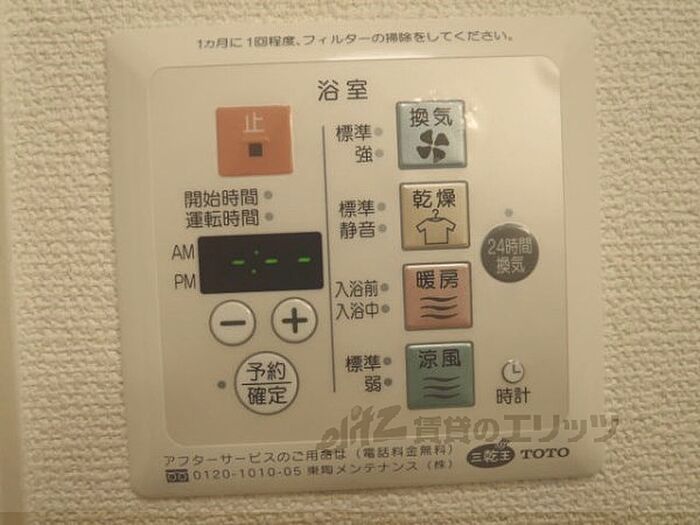 1カ月に1回程度、フィルターの掃除をしてください。
浴室
止
開始時間
運転時間
AM
PM
予約
確定
標準
強
換気
標準
静音
乾燥
入浴前
入浴中
暖房
標準
弱
涼風
24時間
換気
時計
elitz 賃貸のエリッツ
アフターサービスのご用命は（電話料金無料）
0120-1010-05 東陶メンテナンス（株）
三乾王 TOTO